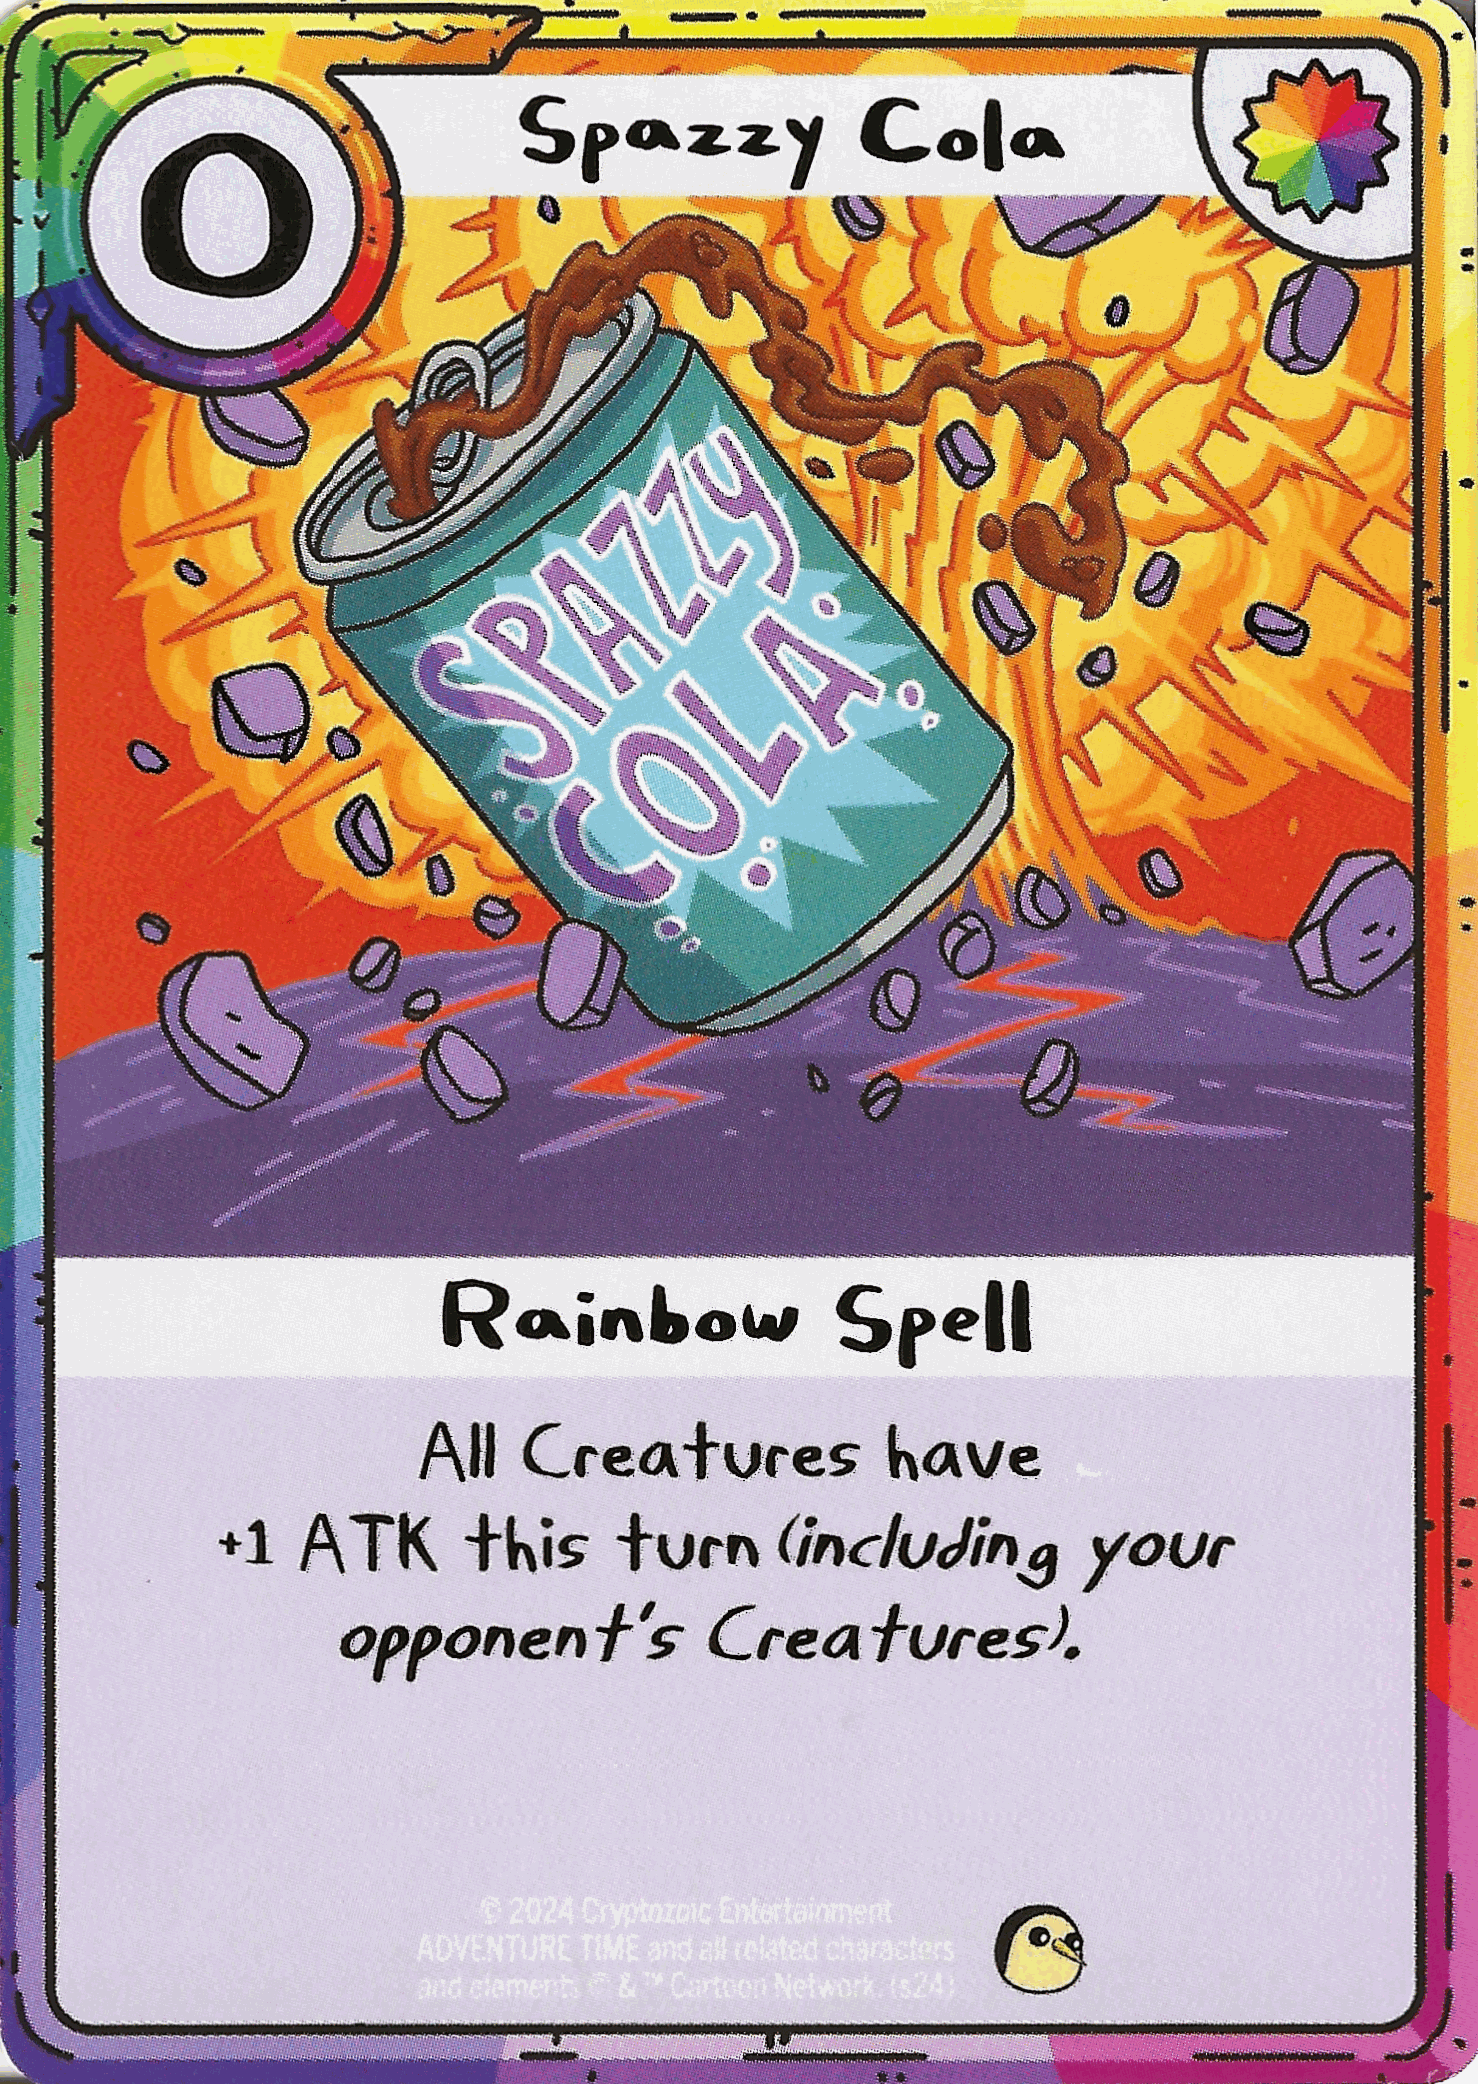 0
Spazzy Cola
SPAZZY
COLA
Rainbow Spell
All Creatures have
+1 ATK this turn (including your
opponent's Creatures).
© 2024 Cryptozoic Entertainment
ADVENTURE TIME and all related characters
and elements © & ™ Cartoon Network. (s24)